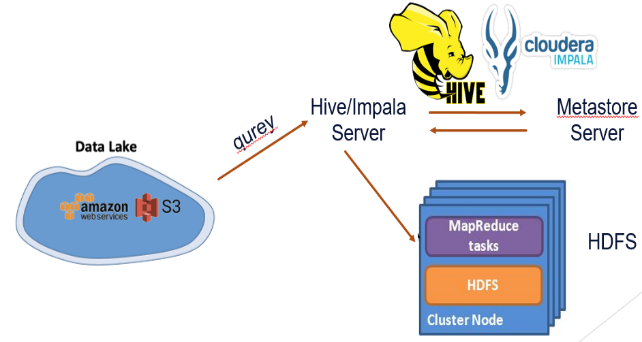 cloudera
IMPALA
HIVE
Hive/Impala
Server
Metastore
Server
qurey
Data Lake
amazon
web services
S3
MapReduce
tasks
HDFS
HDFS
Cluster Node